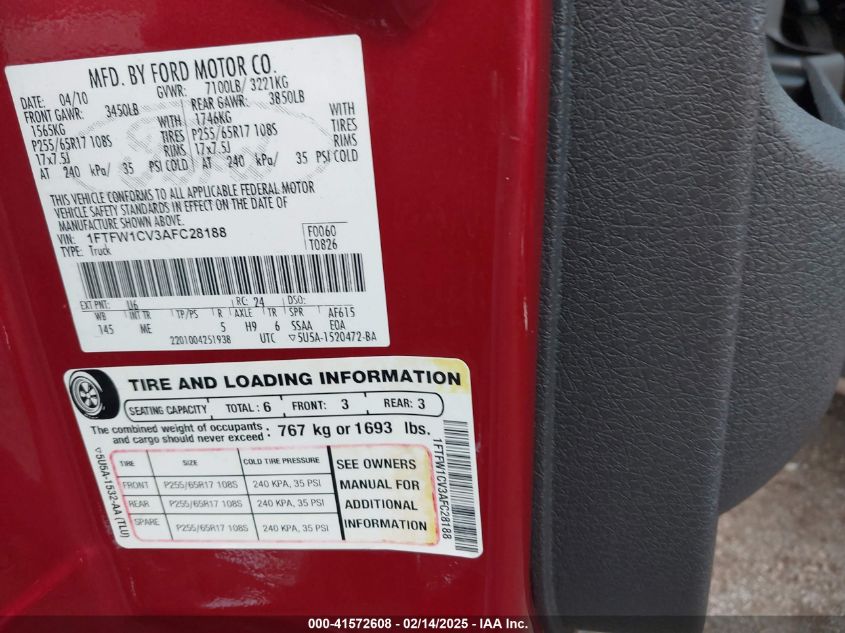 MFD. BY FORD MOTOR CO.
DATE: 04/10 GVWR: 7100LB/ 3221KG
FRONT GAWR: 3450LB REAR GAWR: 3850LB
1565KG WITH 1746KG WITH
P255/65R17 108S TIRES P255/65R17 108S TIRES
17x7.5J RIMS 17x7.5J RIMS
AT 240 kPa/ 35 PSI COLD AT 240 kPa/ 35 PSI COLD
THIS VEHICLE CONFORMS TO ALL APPLICABLE FEDERAL MOTOR
VEHICLE SAFETY STANDARDS IN EFFECT ON THE DATE OF
MANUFACTURE SHOWN ABOVE.
VIN: 1FTFW1CV3AFC28188 F0060
TYPE: Truck T0826
EXT PNT: U6 RC: 24 DSO:
WB INT TR TP/PS R AXLE TR SPR AF615
145 ME 5 H9 6 SSAA EOA
2201004251938 UTC ▽5U5A-1520472-BA
TIRE AND LOADING INFORMATION
SEATING CAPACITY TOTAL: 6 FRONT: 3 REAR: 3
The combined weight of occupants and cargo should never exceed: 767 kg or 1693 lbs.
TIRE SIZE COLD TIRE PRESSURE
FRONT P255/65R17 108S 240 KPA, 35 PSI
REAR P255/65R17 108S 240 KPA, 35 PSI
SPARE P255/65R17 108S 240 KPA, 35 PSI
SEE OWNERS
MANUAL FOR
ADDITIONAL
INFORMATION
▽5U5A-1532-AA (TLU)
1FTFW1CV3AFC28188
000-41572608 - 02/14/2025 - IAA Inc.